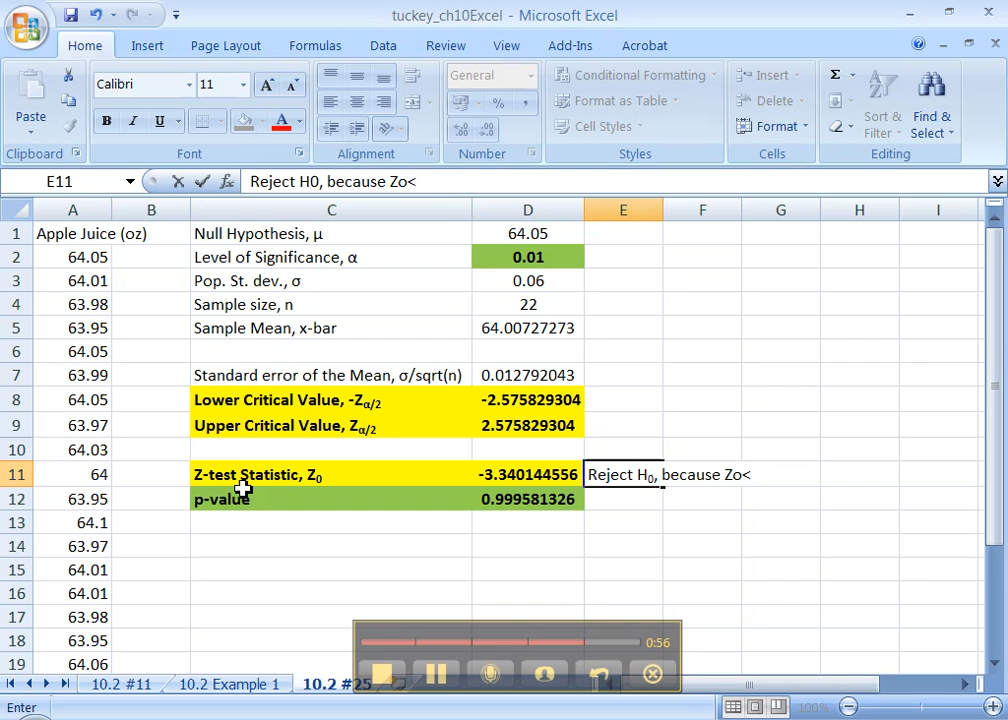 tuckey_ch10Excel - Microsoft Excel
Home Insert Page Layout Formulas Data Review View Add-Ins Acrobat
Paste
Calibri 11
B I U A
General
% ,
Conditional Formatting
Format as Table
Cell Styles
Insert
Delete
Format
Σ
Sort & Filter
Find & Select
Clipboard Font Alignment Number Styles Cells Editing
E11 fx Reject H0, because Zo<
A B C D E F G H I
1 Apple Juice (oz) Null Hypothesis, μ 64.05
2 64.05 Level of Significance, α 0.01
3 64.01 Pop. St. dev., σ 0.06
4 63.98 Sample size, n 22
5 63.95 Sample Mean, x-bar 64.00727273
6 64.05
7 63.99 Standard error of the Mean, σ/sqrt(n) 0.012792043
8 64.05 Lower Critical Value, -Zα/2 -2.575829304
9 63.97 Upper Critical Value, Zα/2 2.575829304
10 64.03
11 64 Z-test Statistic, Z0 -3.340144556 Reject H0, because Zo<
12 63.95 p-value 0.999581326
13 64.1
14 63.97
15 64.01
16 64.01
17 63.98
18 63.95
19 64.06
0:56
10.2 #11 10.2 Example 1 10.2 #25
Enter 100%